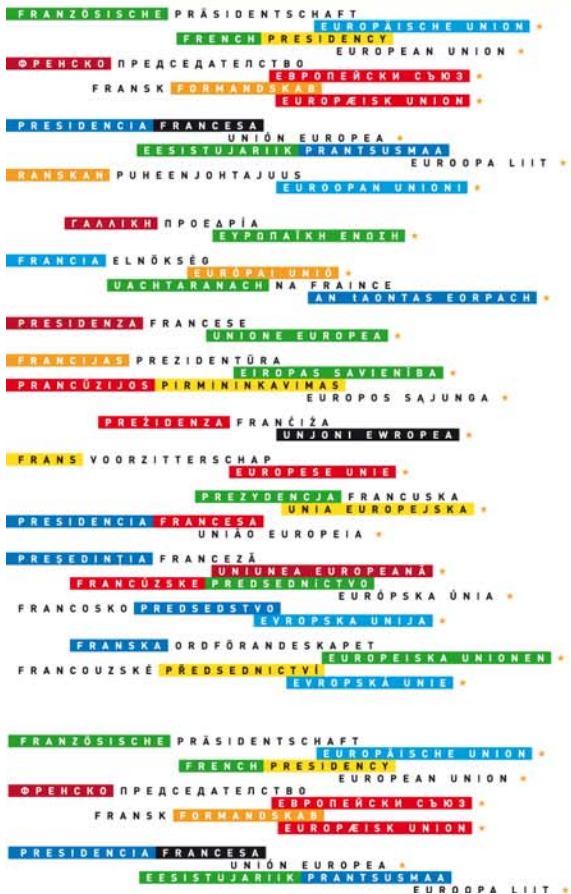 FRANZÖSISCHE PRÄSIDENTSCHAFT
EUROPÄISCHE UNION
FRENCH PRESIDENCY
EUROPEAN UNION
ФРЕНСКО ПРЕДСЕДАТЕЛСТВО
ЕВРОПЕЙСКИ СЪЮЗ
FRANSK FORMANDSKAB
EUROPÆISK UNION
PRESIDENCIA FRANCESA
UNIÓN EUROPEA
EESISTUJARIIK PRANTSUSMAA
EUROOPA LIIT
RANSKAN PUHEENJOHTAJUUS
EUROOPAN UNIONI
ΓΑΛΛΙΚΗ ΠΡΟΕΔΡΊΑ
ΕΥΡΩΠΑΪΚΗ ΕΝΩΣΗ
FRANCIA ELNÖKSÉG
EURÓPAI UNIÓ
UACHTARANACH NA FRAINCE
AN tAONTAS EORPACH
PRESIDENZA FRANCESE
UNIONE EUROPEA
FRANCIJAS PREZIDENTŪRA
EIROPAS SAVIENĪBA
PRANCŪZIJOS PIRMININKAVIMAS
EUROPOS SĄJUNGA
PREŻIDENZA FRANĊIŻA
UNJONI EWROPEA
FRANS VOORZITTERSCHAP
EUROPESE UNIE
PREZYDENCJA FRANCUSKA
UNIA EUROPEJSKA
PRESIDENCIA FRANCESA
UNIÃO EUROPEIA
PREŞEDINŢIA FRANCEZĂ
UNIUNEA EUROPEANĂ
FRANCÚZSKE PREDSEDNÍCTVO
EURÓPSKA ÚNIA
FRANCOSKO PREDSEDSTVO
EVROPSKA UNIJA
FRANSKA ORDFÖRANDESKAPET
EUROPEISKA UNIONEN
FRANCOUZSKÉ PŘEDSEDNICTVÍ
EVROPSKÁ UNIE
FRANZÖSISCHE PRÄSIDENTSCHAFT
EUROPÄISCHE UNION
FRENCH PRESIDENCY
EUROPEAN UNION
ФРЕНСКО ПРЕДСЕДАТЕЛСТВО
ЕВРОПЕЙСКИ СЪЮЗ
FRANSK FORMANDSKAB
EUROPÆISK UNION
PRESIDENCIA FRANCESA
UNIÓN EUROPEA
EESISTUJARIIK PRANTSUSMAA
EUROOPA LIIT